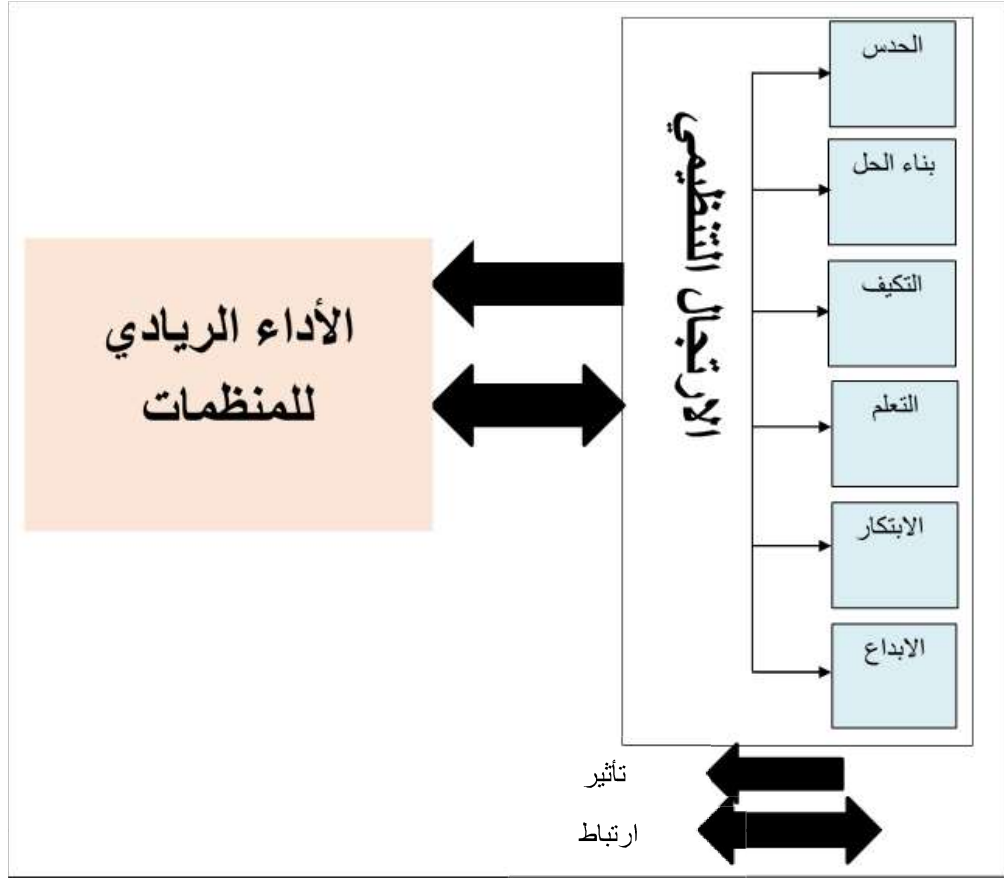 الحدس
بناء الحل
التكيف
التعلم
الابتكار
الابداع
الارتجال التنظيمي
الأداء الريادي
للمنظمات
تأثير
ارتباط